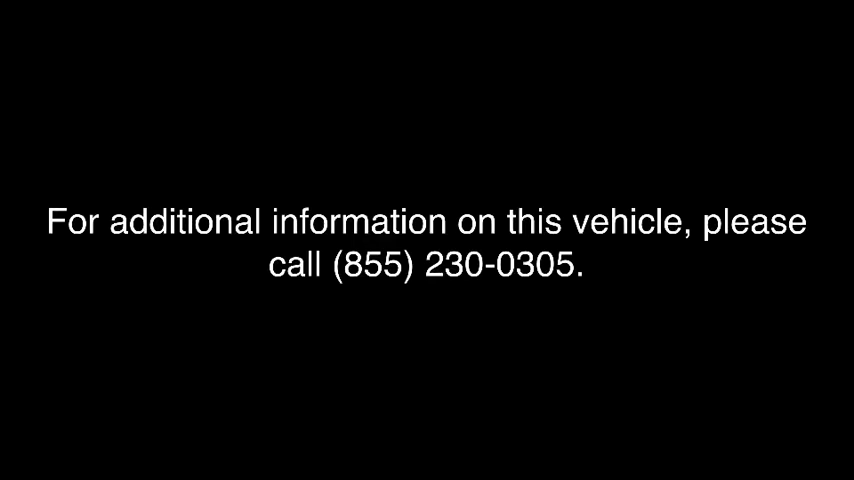 For additional information on this vehicle, please
call (855) 230-0305.